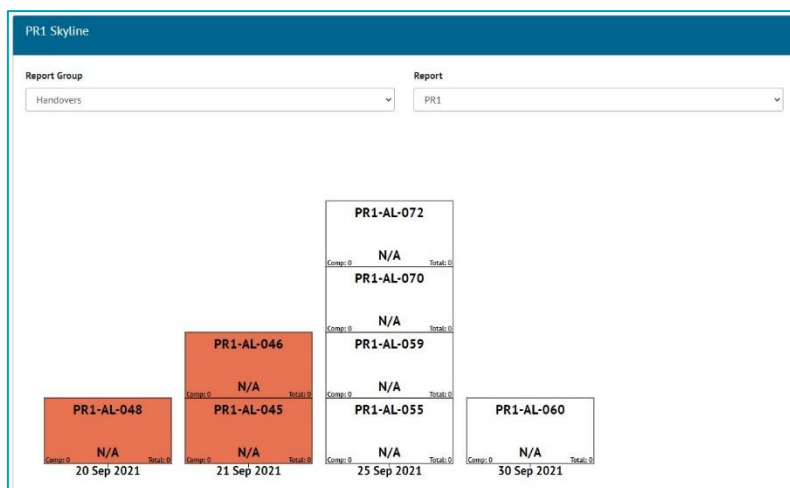 PR1 Skyline
Report Group
Report
Handovers
PR1
PR1-AL-072
N/A
Comp: 0 Total: 0
PR1-AL-070
N/A
Comp: 0 Total: 0
PR1-AL-046
PR1-AL-059
N/A
N/A
Comp: 0 Total: 0
Comp: 0 Total: 0
PR1-AL-048
PR1-AL-045
PR1-AL-055
PR1-AL-060
N/A
N/A
N/A
N/A
Comp: 0 Total: 0
Comp: 0 Total: 0
Comp: 0 Total: 0
Comp: 0 Total: 0
20 Sep 2021
21 Sep 2021
25 Sep 2021
30 Sep 2021